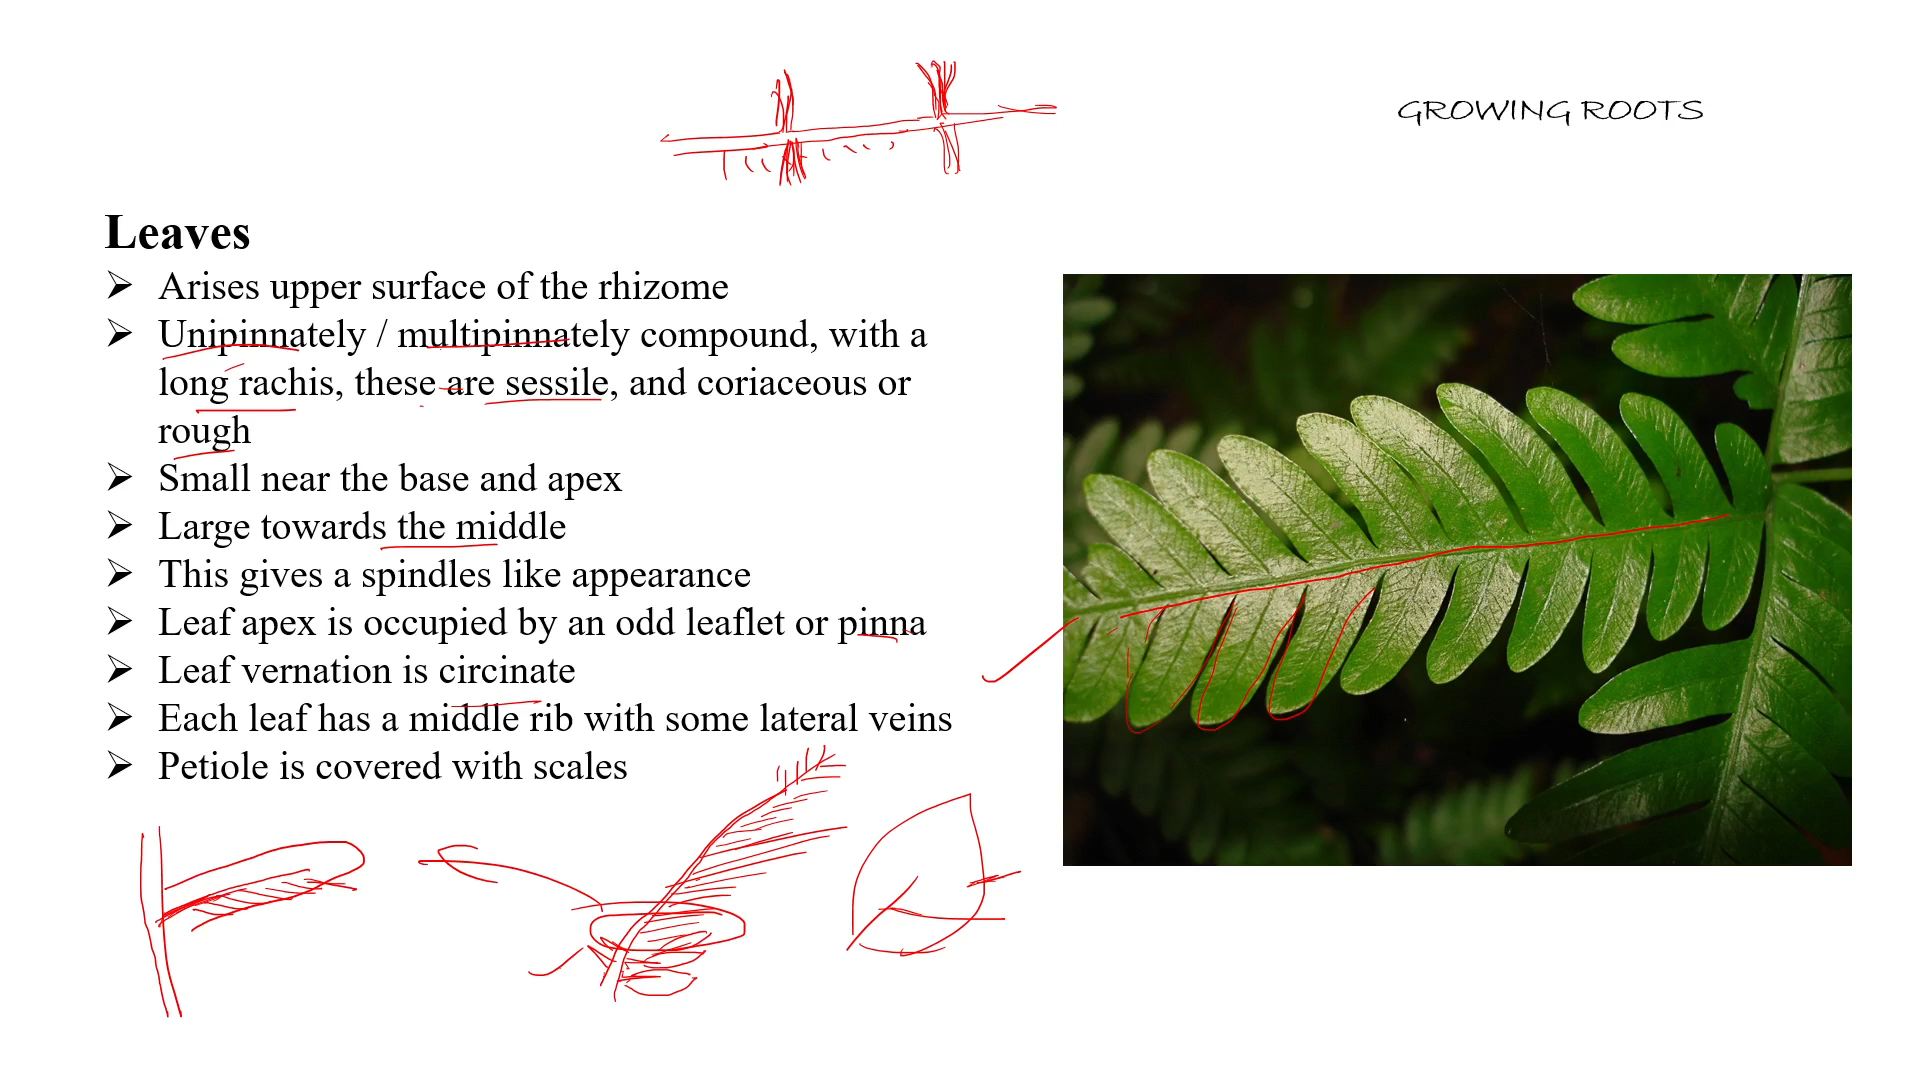 GROWING ROOTS
Leaves
➢ Arises upper surface of the rhizome
➢ Unipinnately / multipinnately compound, with a
long rachis, these are sessile, and coriaceous or
rough
➢ Small near the base and apex
➢ Large towards the middle
➢ This gives a spindles like appearance
➢ Leaf apex is occupied by an odd leaflet or pinna
➢ Leaf vernation is circinate
➢ Each leaf has a middle rib with some lateral veins
➢ Petiole is covered with scales